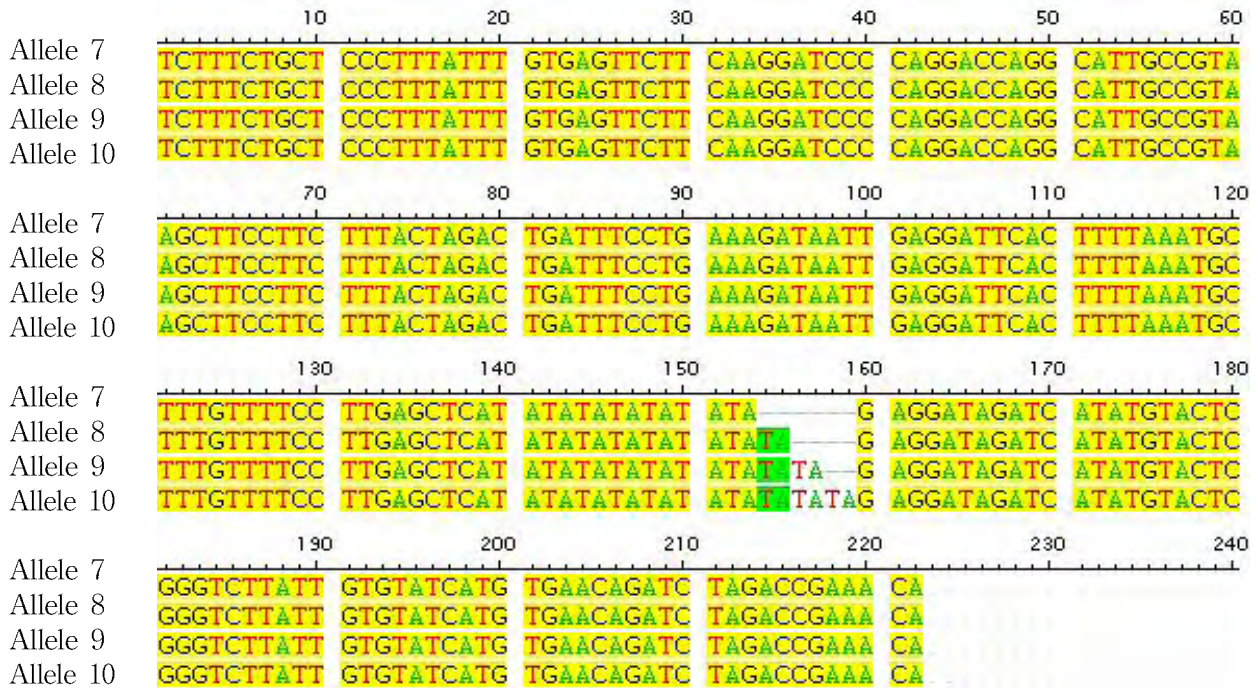 10 20 30 40 50 60
Allele 7 TCTTTCTGCT CCCTTTATTT GTGAGTTCTT CAAGGATCCC CAGGACCAGG CATTGCCGTA
Allele 8 TCTTTCTGCT CCCTTTATTT GTGAGTTCTT CAAGGATCCC CAGGACCAGG CATTGCCGTA
Allele 9 TCTTTCTGCT CCCTTTATTT GTGAGTTCTT CAAGGATCCC CAGGACCAGG CATTGCCGTA
Allele 10 TCTTTCTGCT CCCTTTATTT GTGAGTTCTT CAAGGATCCC CAGGACCAGG CATTGCCGTA
70 80 90 100 110 120
Allele 7 AGCTTCCTTC TTTACTAGAC TGATTTCCTG AAAGATAATT GAGGATTCAC TTTTAAATGC
Allele 8 AGCTTCCTTC TTTACTAGAC TGATTTCCTG AAAGATAATT GAGGATTCAC TTTTAAATGC
Allele 9 AGCTTCCTTC TTTACTAGAC TGATTTCCTG AAAGATAATT GAGGATTCAC TTTTAAATGC
Allele 10 AGCTTCCTTC TTTACTAGAC TGATTTCCTG AAAGATAATT GAGGATTCAC TTTTAAATGC
130 140 150 160 170 180
Allele 7 TTTGTTTTCC TTGAGCTCAT ATATATATAT ATA------G AGGATAGATC ATATGTACTC
Allele 8 TTTGTTTTCC TTGAGCTCAT ATATATATAT ATATA----G AGGATAGATC ATATGTACTC
Allele 9 TTTGTTTTCC TTGAGCTCAT ATATATATAT ATATATA--G AGGATAGATC ATATGTACTC
Allele 10 TTTGTTTTCC TTGAGCTCAT ATATATATAT ATATATATAG AGGATAGATC ATATGTACTC
190 200 210 220 230 240
Allele 7 GGGTCTTATT GTGTATCATG TGAACAGATC TAGACCGAAA CA
Allele 8 GGGTCTTATT GTGTATCATG TGAACAGATC TAGACCGAAA CA
Allele 9 GGGTCTTATT GTGTATCATG TGAACAGATC TAGACCGAAA CA
Allele 10 GGGTCTTATT GTGTATCATG TGAACAGATC TAGACCGAAA CA